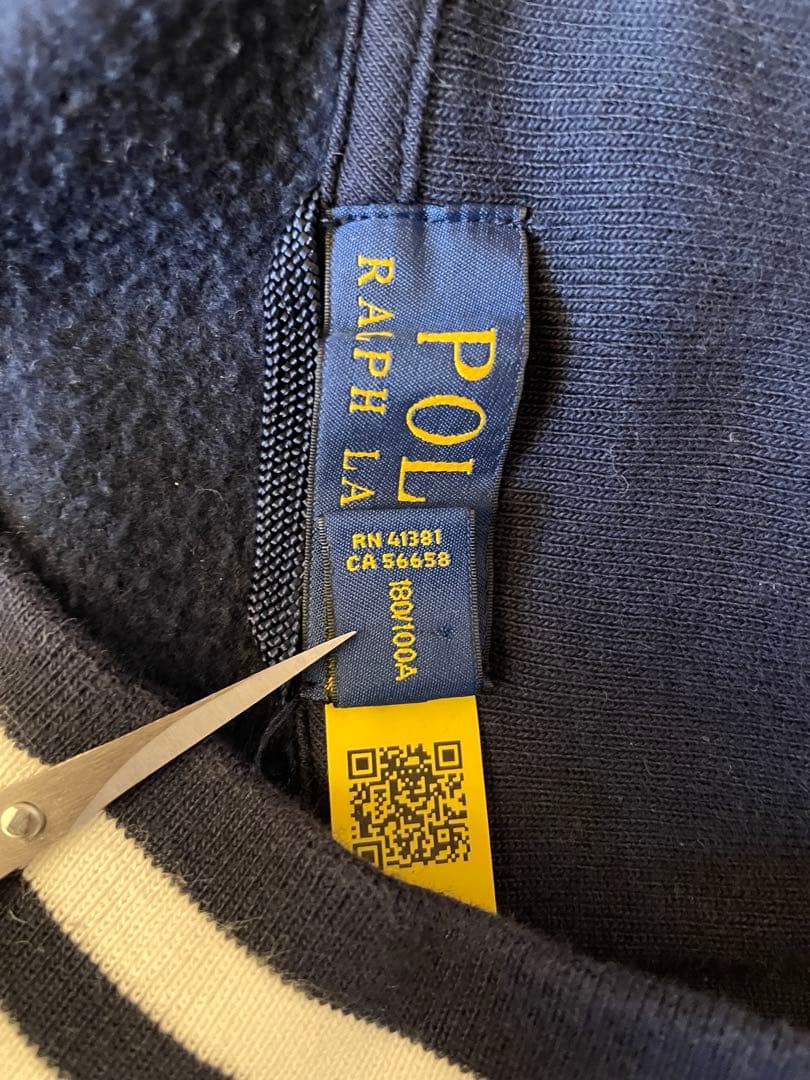 POL
RALPH LA
RN 41381
CA 56658
180/100A